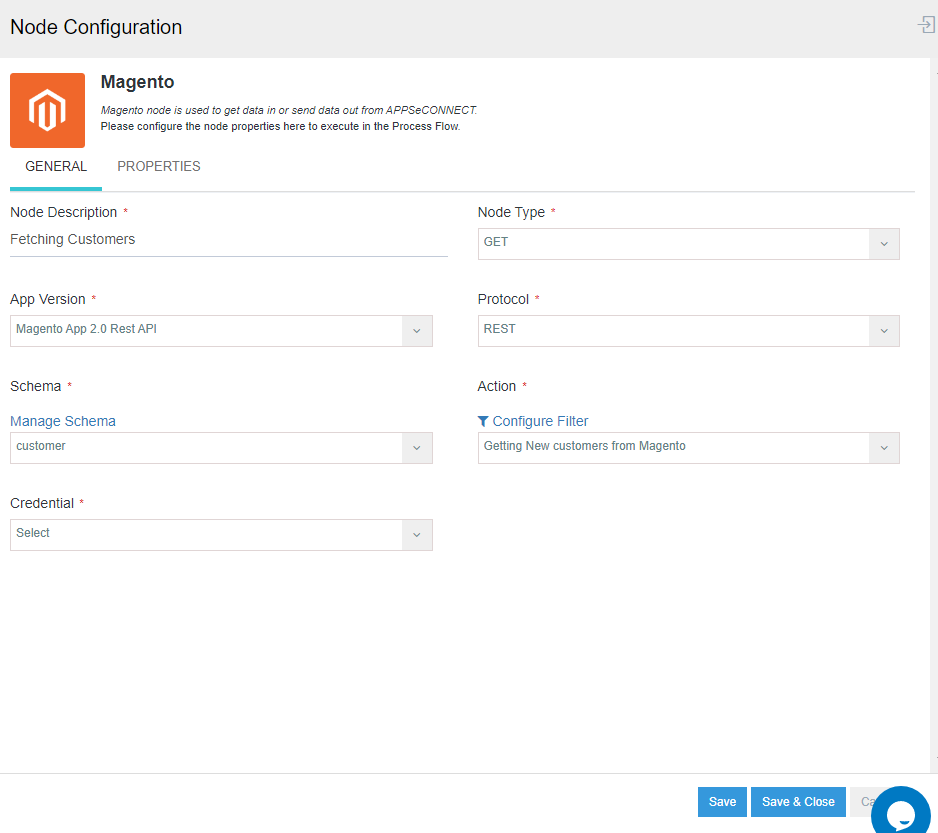 Node Configuration
Magento
Magento node is used to get data in or send data out from APPSeCONNECT.
Please configure the node properties here to execute in the Process Flow.
GENERAL PROPERTIES
Node Description *
Node Type *
Fetching Customers
GET
App Version *
Protocol *
Magento App 2.0 Rest API
REST
Schema *
Action *
Manage Schema
Configure Filter
customer
Getting New customers from Magento
Credential *
Select
Save
Save & Close